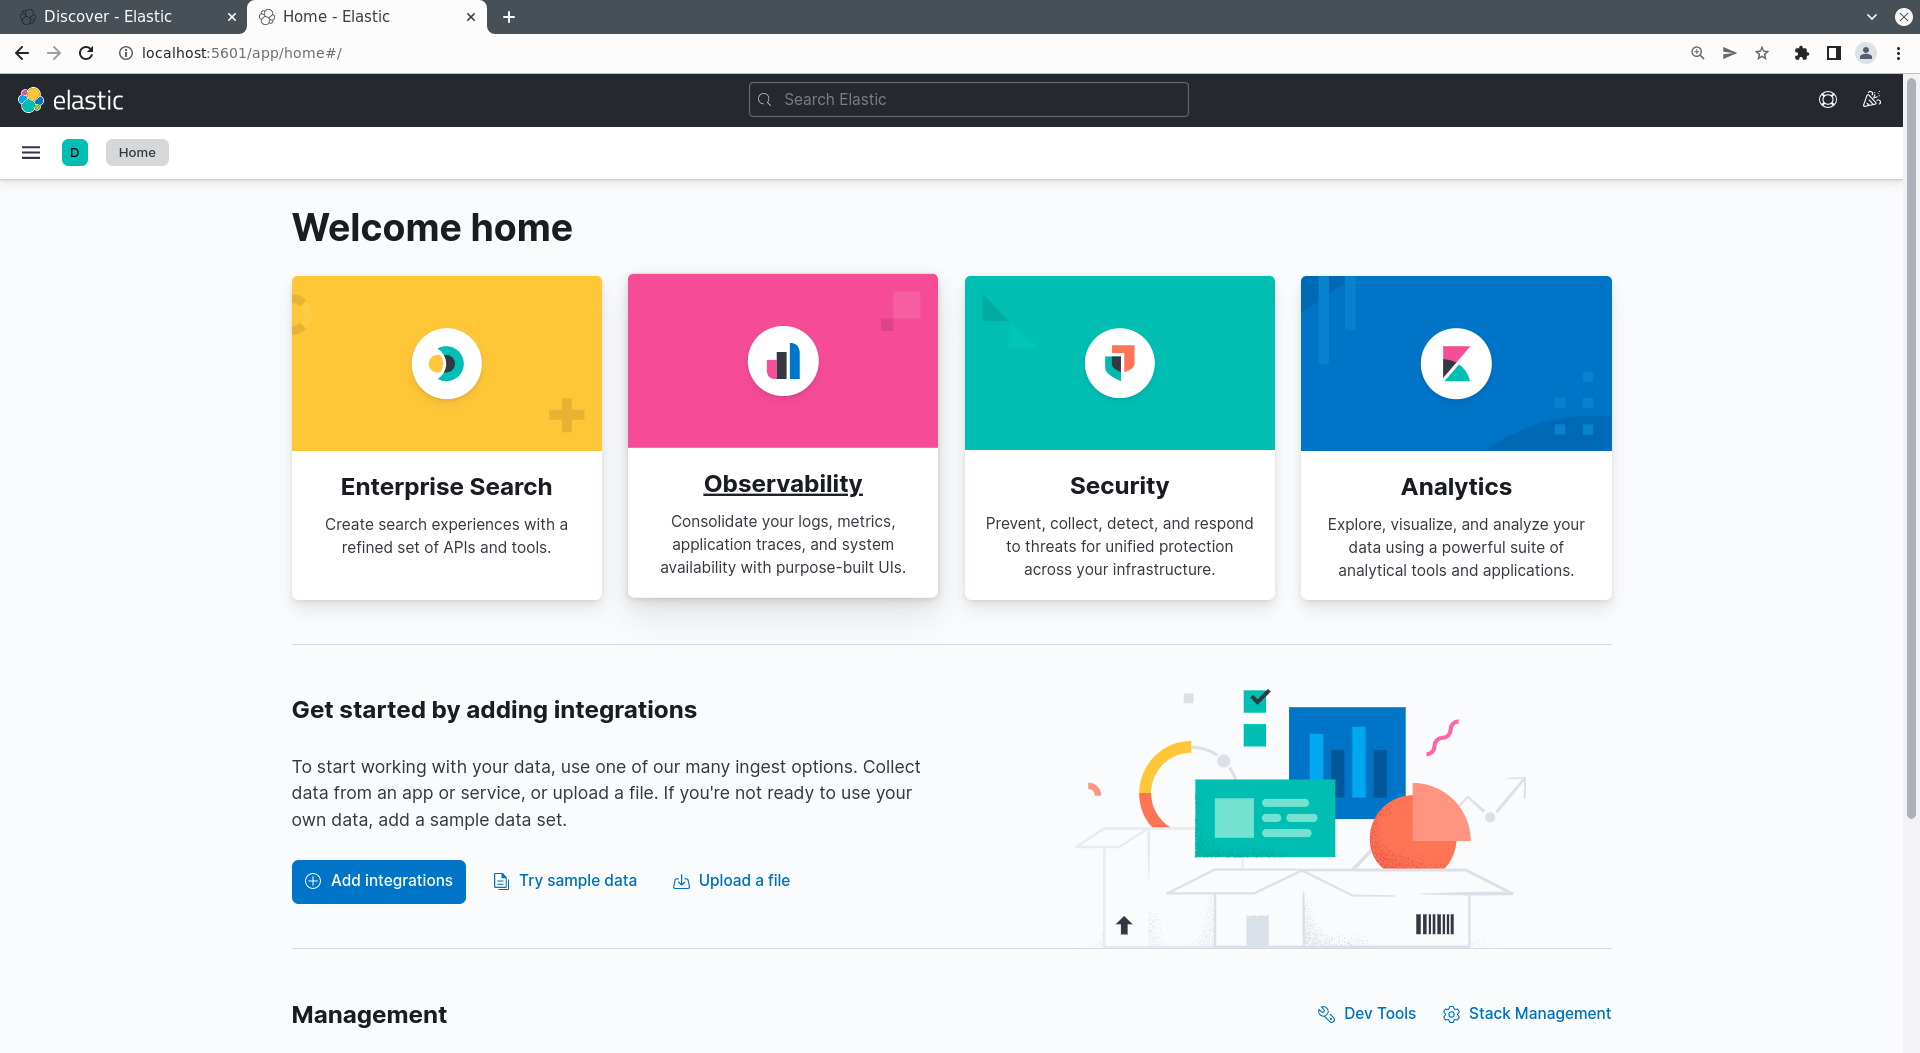 Discover - Elastic
Home - Elastic
localhost:5601/app/home#/
elastic
Search Elastic
D
Home
Welcome home
Enterprise Search
Create search experiences with a
refined set of APIs and tools.
Observability
Consolidate your logs, metrics,
application traces, and system
availability with purpose-built UIs.
Security
Prevent, collect, detect, and respond
to threats for unified protection
across your infrastructure.
Analytics
Explore, visualize, and analyze your
data using a powerful suite of
analytical tools and applications.
Get started by adding integrations
To start working with your data, use one of our many ingest options. Collect
data from an app or service, or upload a file. If you're not ready to use your
own data, add a sample data set.
Add integrations
Try sample data
Upload a file
Management
Dev Tools
Stack Management